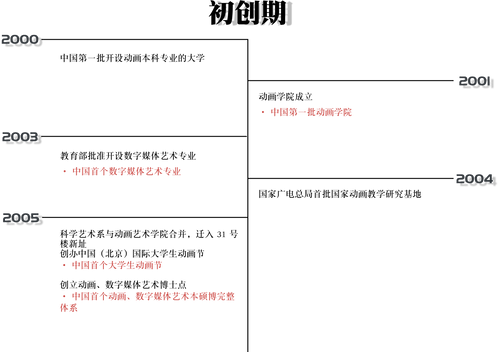 初创期
2000
中国第一批开设动画本科专业的大学
2001
动画学院成立
· 中国第一批动画学院
2003
教育部批准开设数字媒体艺术专业
· 中国首个数字媒体艺术专业
2004
国家广电总局首批国家动画教学研究基地
2005
科学艺术系与动画艺术学院合并，迁入 31 号
楼新址
创办中国（北京）国际大学生动画节
· 中国首个大学生动画节
创立动画、数字媒体艺术博士点
· 中国首个动画、数字媒体艺术本硕博完整
体系